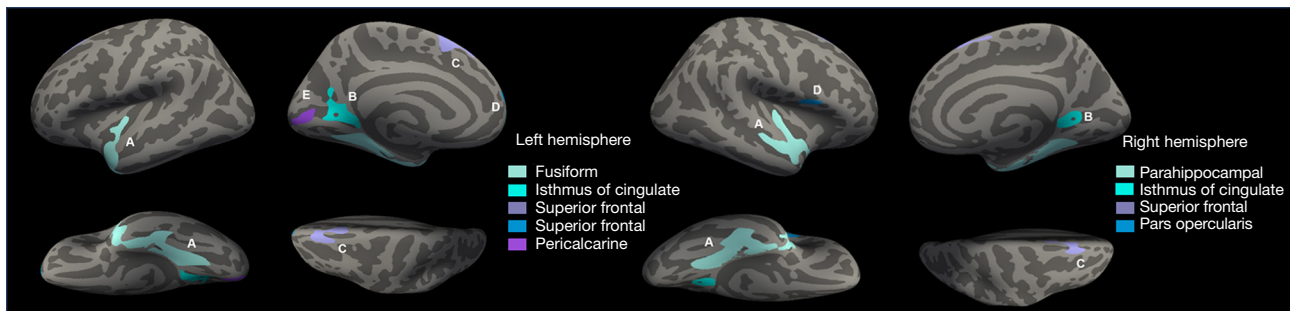 E
B
C
D
A
Left hemisphere
Fusiform
Isthmus of cingulate
Superior frontal
Superior frontal
Pericalcarine
A
C
D
A
B
Right hemisphere
Parahippocampal
Isthmus of cingulate
Superior frontal
Pars opercularis
A
C